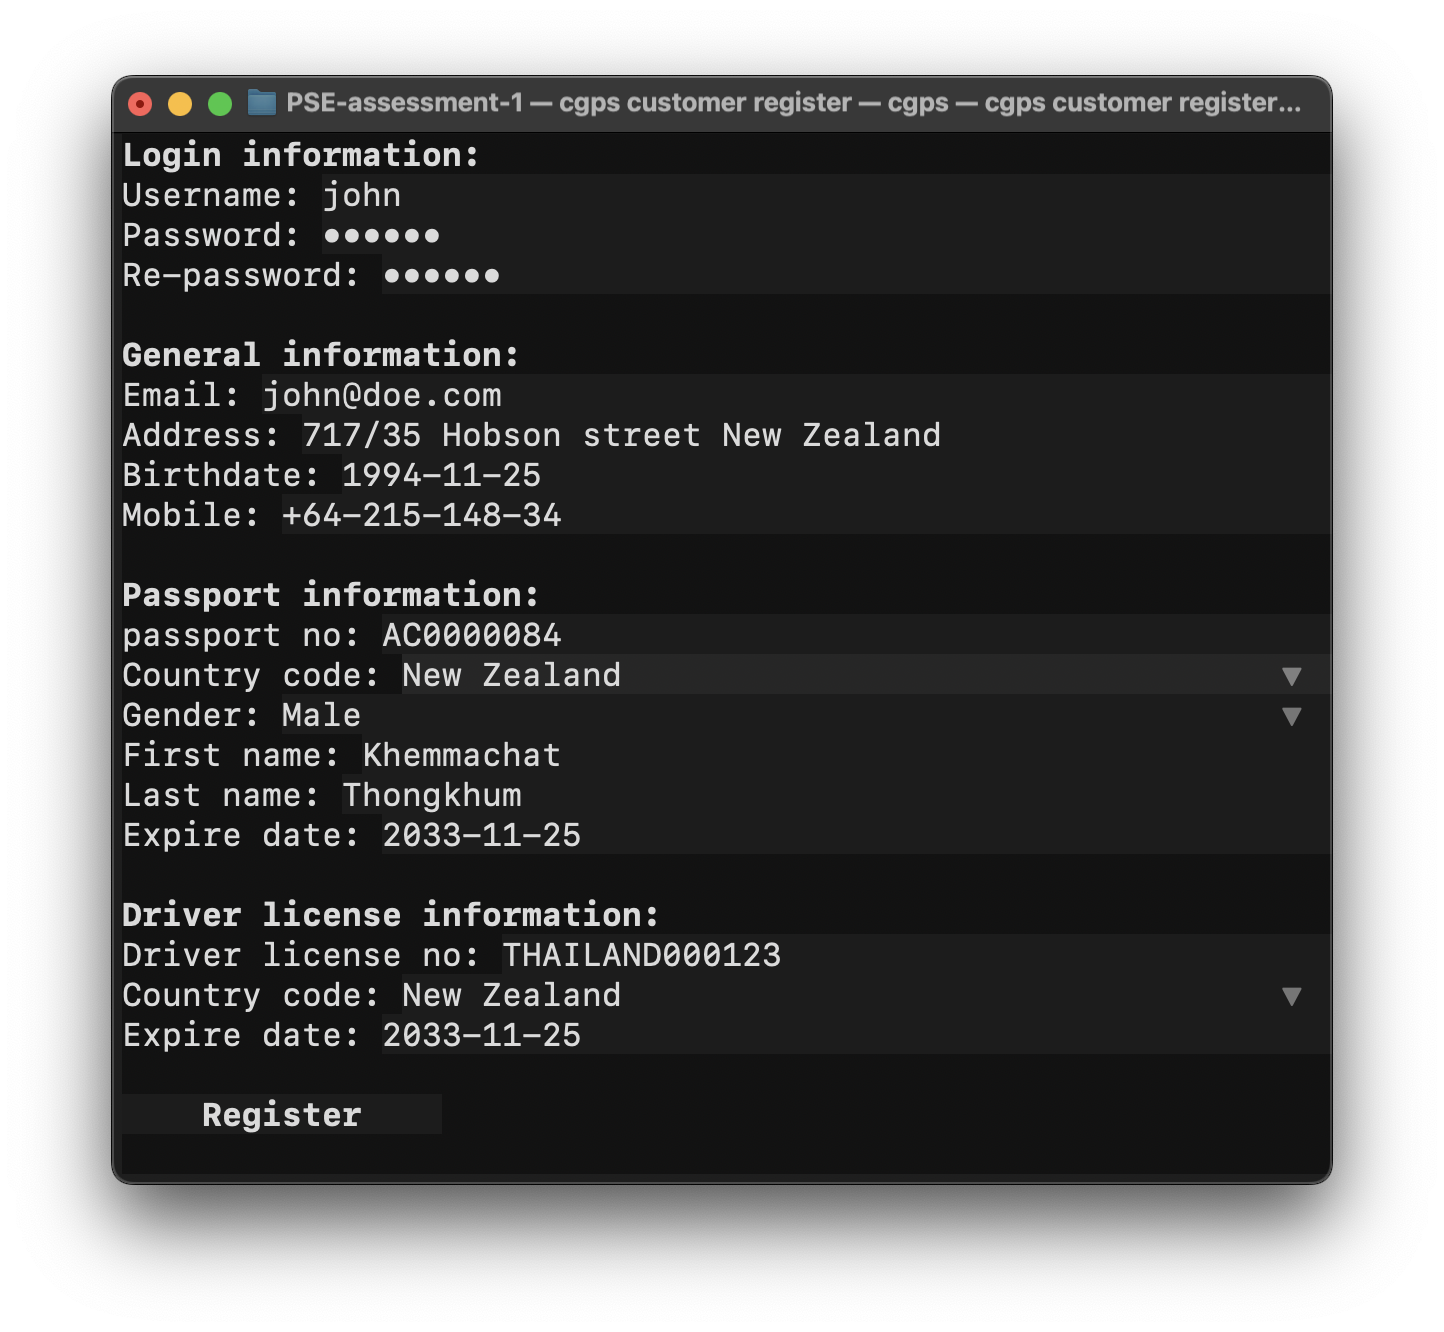 PSE-assessment-1 — cgps customer register — cgps — cgps customer register...
Login information:
Username: john
Password: ●●●●●●
Re-password: ●●●●●●
General information:
Email: john@doe.com
Address: 717/35 Hobson street New Zealand
Birthdate: 1994-11-25
Mobile: +64-215-148-34
Passport information:
passport no: AC0000084
Country code: New Zealand ▼
Gender: Male ▼
First name: Khemmachat
Last name: Thongkhum
Expire date: 2033-11-25
Driver license information:
Driver license no: THAILAND000123
Country code: New Zealand ▼
Expire date: 2033-11-25
Register